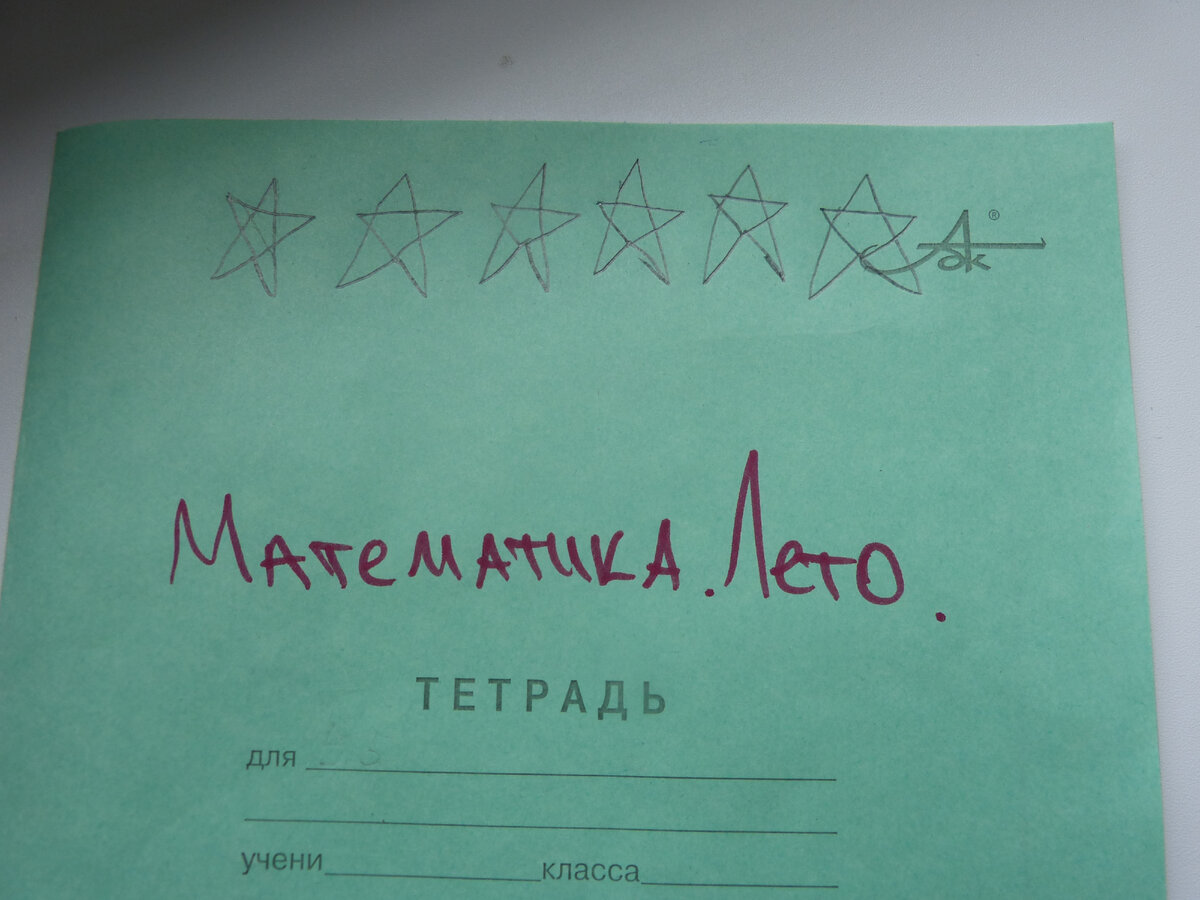 Математика. Лето.
ТЕТРАДЬ
для
учени класса